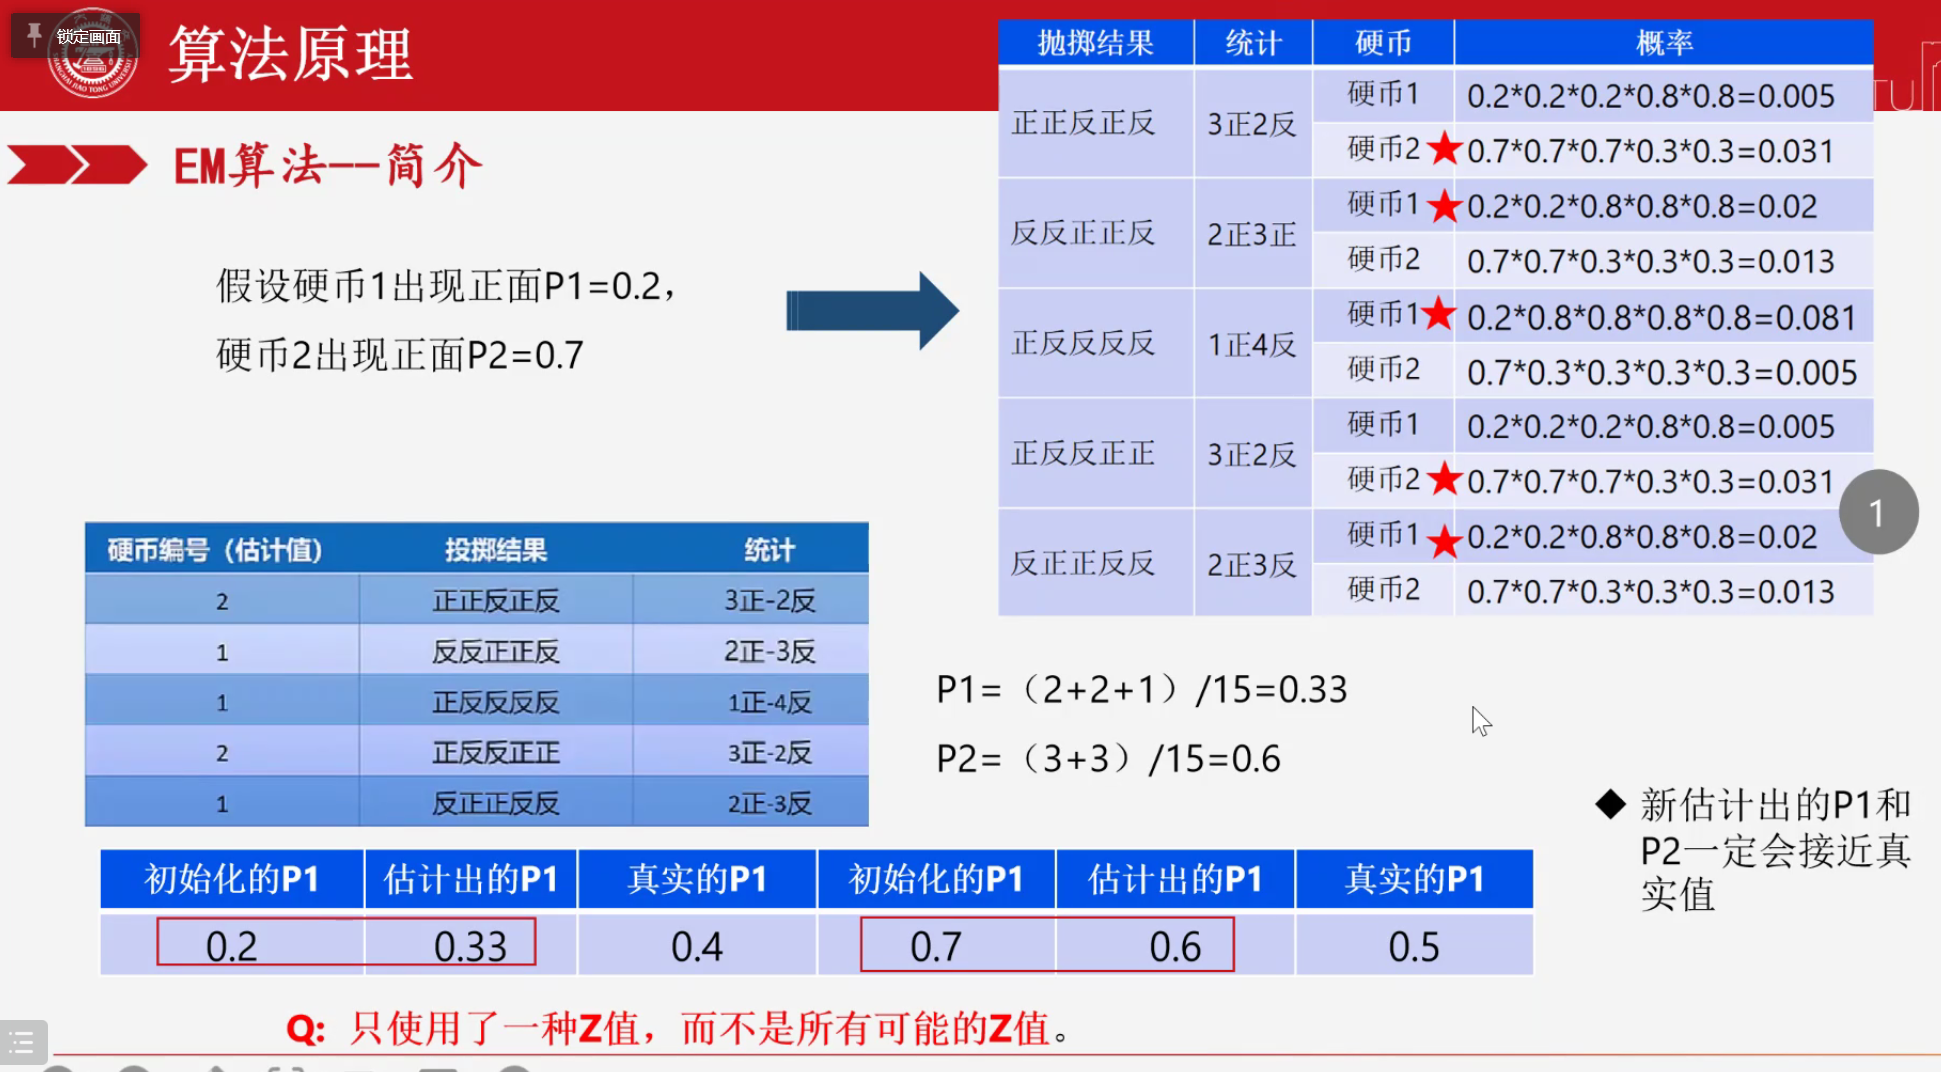 锁定画面
算法原理
EM算法--简介
假设硬币1出现正面P1=0.2，
硬币2出现正面P2=0.7
抛掷结果 统计 硬币 概率
正正反正反 3正2反 硬币1 0.2*0.2*0.2*0.8*0.8=0.005
硬币2 0.7*0.7*0.7*0.3*0.3=0.031
反反正正反 2正3正 硬币1 0.2*0.2*0.8*0.8*0.8=0.02
硬币2 0.7*0.7*0.3*0.3*0.3=0.013
正反反反反 1正4反 硬币1 0.2*0.8*0.8*0.8*0.8=0.081
硬币2 0.7*0.3*0.3*0.3*0.3=0.005
正反反正正 3正2反 硬币1 0.2*0.2*0.2*0.8*0.8=0.005
硬币2 0.7*0.7*0.7*0.3*0.3=0.031
反正正反反 2正3反 硬币1 0.2*0.2*0.8*0.8*0.8=0.02
硬币2 0.7*0.7*0.3*0.3*0.3=0.013
1
硬币编号（估计值） 投掷结果 统计
2 正正反正反 3正-2反
1 反反正正反 2正-3反
1 正反反反反 1正-4反
2 正反反正正 3正-2反
1 反正正反反 2正-3反
P1=（2+2+1）/15=0.33
P2=（3+3）/15=0.6
◆ 新估计出的P1和
P2一定会接近真
实值
初始化的P1 估计出的P1 真实的P1 初始化的P1 估计出的P1 真实的P1
0.2 0.33 0.4 0.7 0.6 0.5
Q: 只使用了一种Z值，而不是所有可能的Z值。